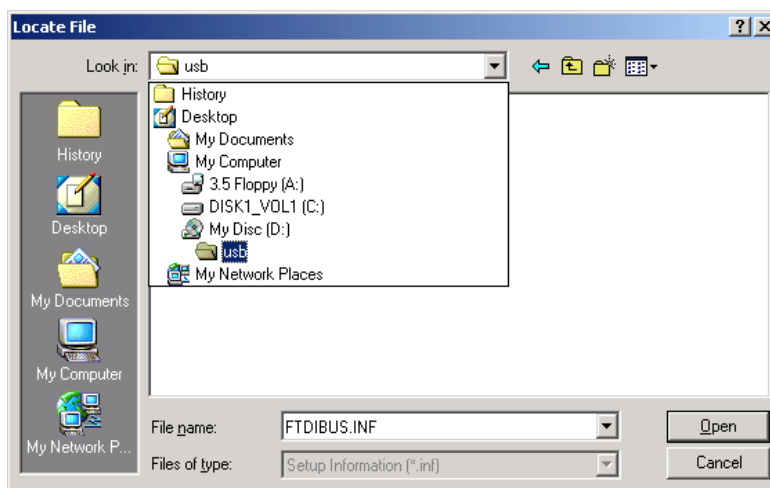 Locate File
Look in:
usb
History
Desktop
My Documents
My Computer
3.5 Floppy (A:)
DISK1_VOL1 (C:)
My Disc (D:)
usb
My Network Places
History
Desktop
My Documents
My Computer
My Network P...
File name:
FTDIBUS.INF
Open
Files of type:
Setup Information (*.inf)
Cancel